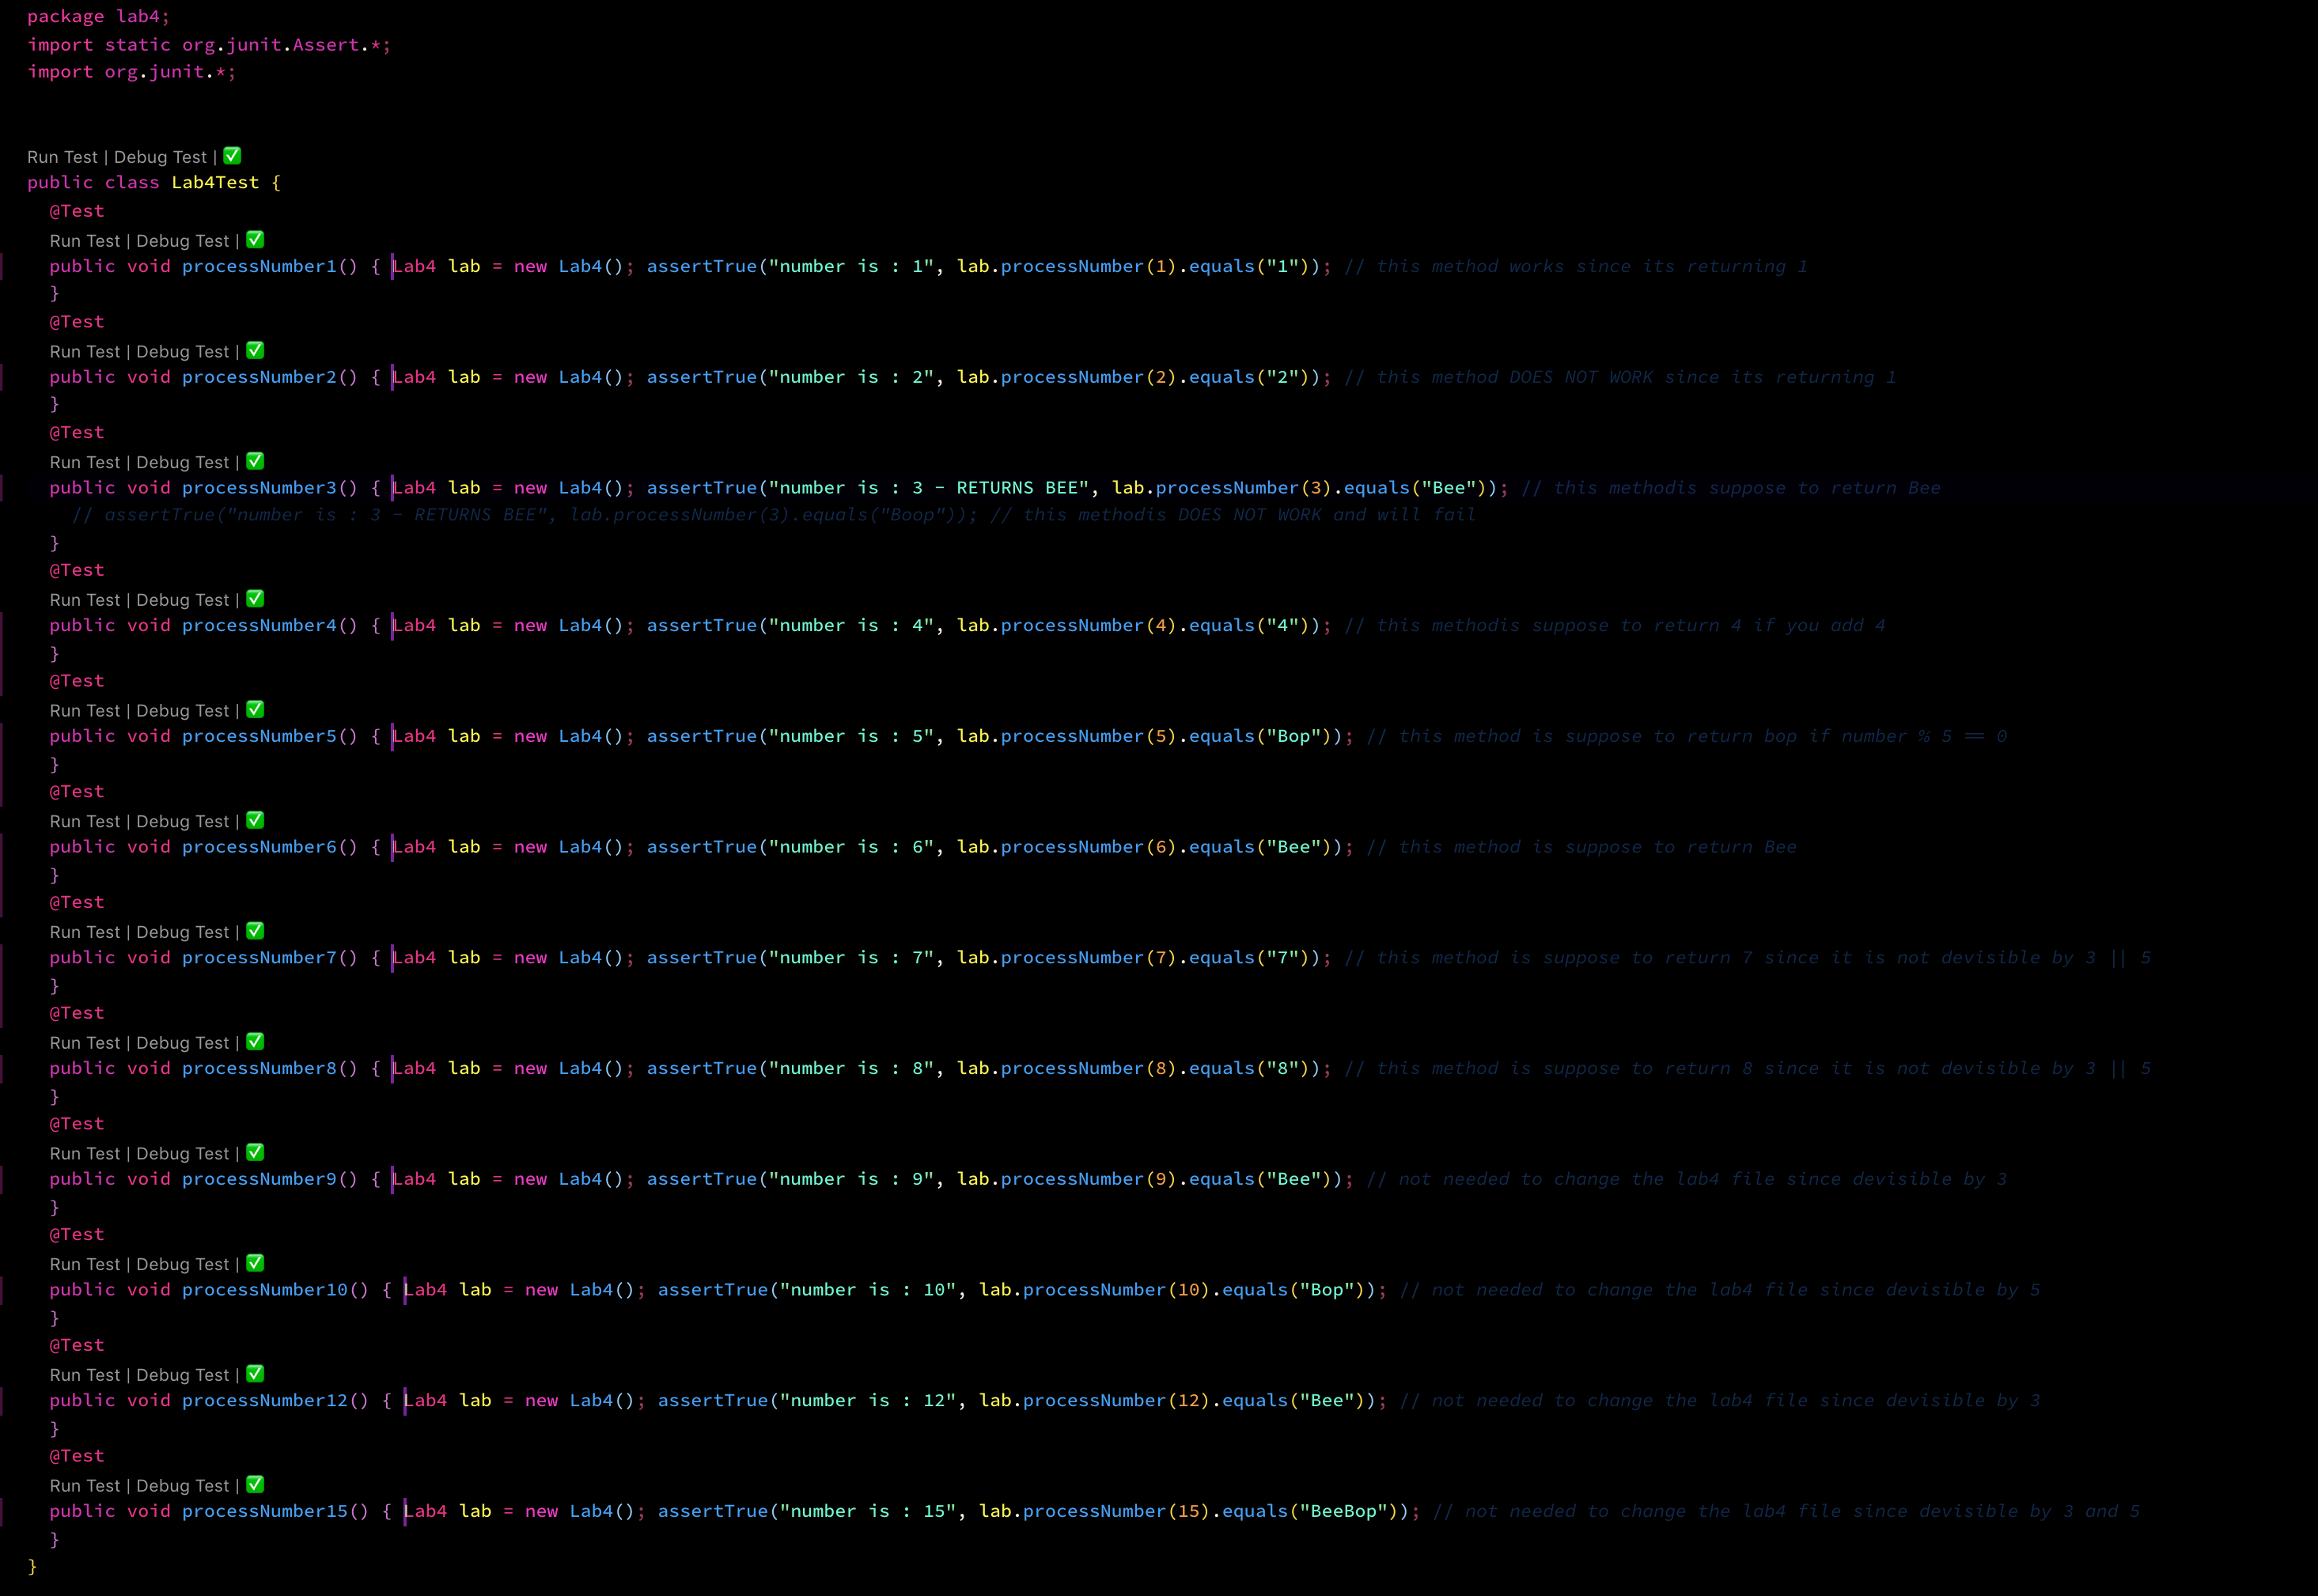 package lab4;
import static org.junit.Assert.*;
import org.junit.*;
Run Test | Debug Test | ✅
public class Lab4Test {
@Test
Run Test | Debug Test | ✅
public void processNumber1() { Lab4 lab = new Lab4(); assertTrue("number is : 1", lab.processNumber(1).equals("1")); // this method works since its returning 1
}
@Test
Run Test | Debug Test | ✅
public void processNumber2() { Lab4 lab = new Lab4(); assertTrue("number is : 2", lab.processNumber(2).equals("2")); // this method DOES NOT WORK since its returning 1
}
@Test
Run Test | Debug Test | ✅
public void processNumber3() { Lab4 lab = new Lab4(); assertTrue("number is : 3 - RETURNS BEE", lab.processNumber(3).equals("Bee")); // this methodis suppose to return Bee
// assertTrue("number is : 3 - RETURNS BEE", lab.processNumber(3).equals("Boop")); // this methodis DOES NOT WORK and will fail
}
@Test
Run Test | Debug Test | ✅
public void processNumber4() { Lab4 lab = new Lab4(); assertTrue("number is : 4", lab.processNumber(4).equals("4")); // this methodis suppose to return 4 if you add 4
}
@Test
Run Test | Debug Test | ✅
public void processNumber5() { Lab4 lab = new Lab4(); assertTrue("number is : 5", lab.processNumber(5).equals("Bop")); // this method is suppose to return bop if number % 5 == 0
}
@Test
Run Test | Debug Test | ✅
public void processNumber6() { Lab4 lab = new Lab4(); assertTrue("number is : 6", lab.processNumber(6).equals("Bee")); // this method is suppose to return Bee
}
@Test
Run Test | Debug Test | ✅
public void processNumber7() { Lab4 lab = new Lab4(); assertTrue("number is : 7", lab.processNumber(7).equals("7")); // this method is suppose to return 7 since it is not devisible by 3 || 5
}
@Test
Run Test | Debug Test | ✅
public void processNumber8() { Lab4 lab = new Lab4(); assertTrue("number is : 8", lab.processNumber(8).equals("8")); // this method is suppose to return 8 since it is not devisible by 3 || 5
}
@Test
Run Test | Debug Test | ✅
public void processNumber9() { Lab4 lab = new Lab4(); assertTrue("number is : 9", lab.processNumber(9).equals("Bee")); // not needed to change the lab4 file since devisible by 3
}
@Test
Run Test | Debug Test | ✅
public void processNumber10() { Lab4 lab = new Lab4(); assertTrue("number is : 10", lab.processNumber(10).equals("Bop")); // not needed to change the lab4 file since devisible by 5
}
@Test
Run Test | Debug Test | ✅
public void processNumber12() { Lab4 lab = new Lab4(); assertTrue("number is : 12", lab.processNumber(12).equals("Bee")); // not needed to change the lab4 file since devisible by 3
}
@Test
Run Test | Debug Test | ✅
public void processNumber15() { Lab4 lab = new Lab4(); assertTrue("number is : 15", lab.processNumber(15).equals("BeeBop")); // not needed to change the lab4 file since devisible by 3 and 5
}
}